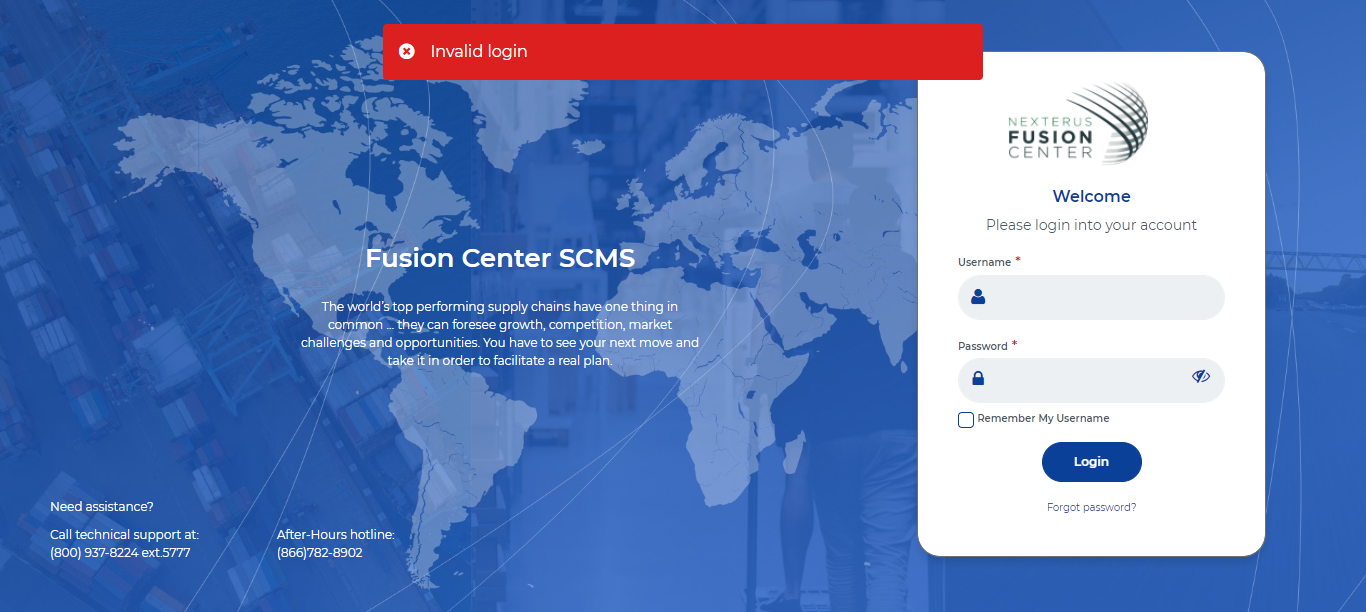 Invalid login
NEXTERUS
FUSION
CENTER
Welcome
Please login into your account
Username *
Password *
Remember My Username
Login
Forgot password?
Fusion Center SCMS
The world's top performing supply chains have one thing in
common ... they can foresee growth, competition, market
challenges and opportunities. You have to see your next move and
take it in order to facilitate a real plan.
Need assistance?
Call technical support at:
(800) 937-8224 ext.5777
After-Hours hotline:
(866)782-8902